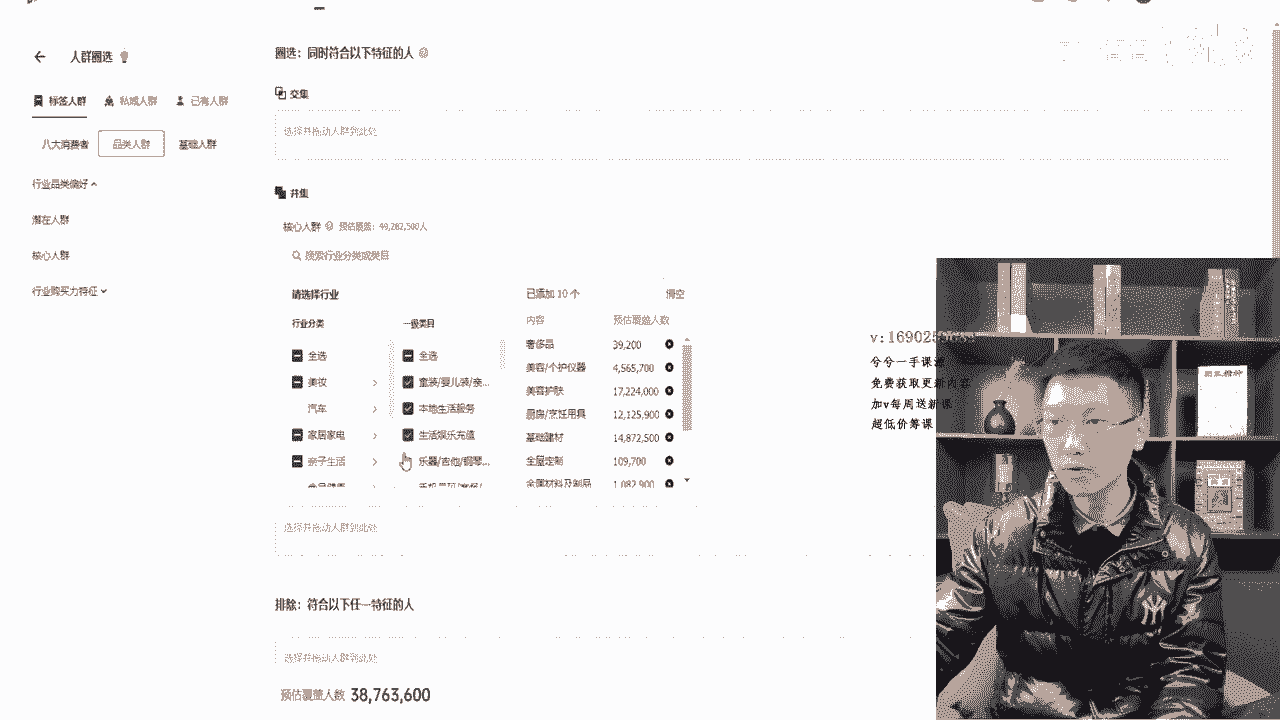 人群圈选
标签人群 私域人群 已有人群
八大消费者 品类人群 基础人群
行业品类偏好
潜在人群
核心人群
行业购买力特征
圈选：同时符合以下特征的人
交集
选择并拖动人群到此处
并集
核心人群 预估覆盖：49,282,500人
搜索行业分类或类目
请选择行业
行业分类 一级类目
全选 全选
美妆 童装/婴儿装/亲...
汽车 本地生活服务
家居家电 生活娱乐充值
亲子生活 乐器/吉他/钢琴...
已添加 10 个 清空
内容 预估覆盖人数
奢侈品 39,200
美容/个护仪器 4,565,700
美容护肤 17,224,000
厨房/烹饪用具 12,125,900
基础建材 14,872,500
全屋定制 109,700
金属材料及制品 1,082,900
选择并拖动人群到此处
排除：符合以下任一特征的人
选择并拖动人群到此处
预估覆盖人数 38,763,600
v:169025
兮兮一手课
免费获取更新
加v每周送新课
超低价筹课